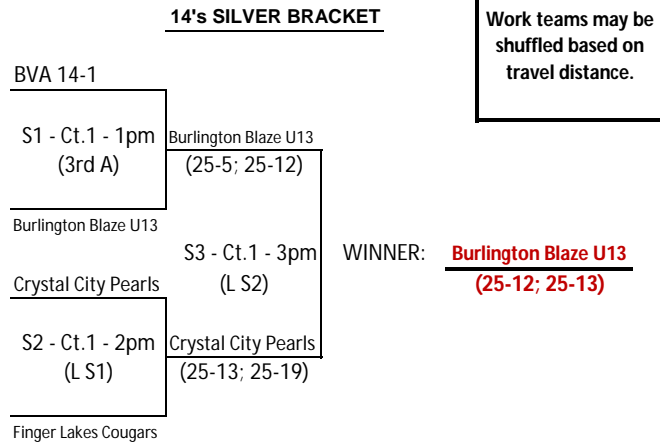 14's SILVER BRACKET
Work teams may be
shuffled based on
travel distance.
BVA 14-1
S1 - Ct.1 - 1pm
(3rd A)
Burlington Blaze U13
(25-5; 25-12)
Burlington Blaze U13
S3 - Ct.1 - 3pm
(L S2)
WINNER:
Burlington Blaze U13
(25-12; 25-13)
Crystal City Pearls
S2 - Ct.1 - 2pm
(L S1)
Crystal City Pearls
(25-13; 25-19)
Finger Lakes Cougars